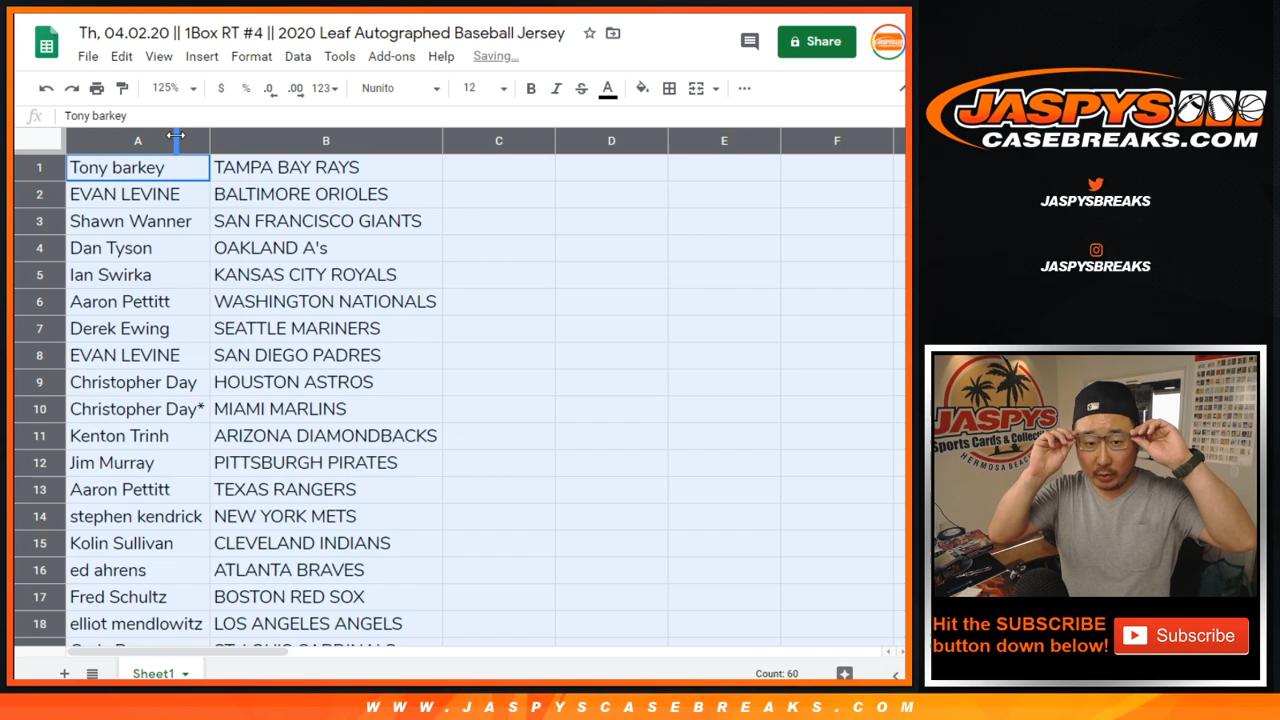 Th, 04.02.20 || 1Box RT #4 || 2020 Leaf Autographed Baseball Jersey
File Edit View Insert Format Data Tools Add-ons Help Saving...
Share
125% $ % .0 .00 123 Nunito 12 B I S A
fx Tony barkey
A B C D E F
1 Tony barkey TAMPA BAY RAYS
2 EVAN LEVINE BALTIMORE ORIOLES
3 Shawn Wanner SAN FRANCISCO GIANTS
4 Dan Tyson OAKLAND A's
5 Ian Swirka KANSAS CITY ROYALS
6 Aaron Pettitt WASHINGTON NATIONALS
7 Derek Ewing SEATTLE MARINERS
8 EVAN LEVINE SAN DIEGO PADRES
9 Christopher Day HOUSTON ASTROS
10 Christopher Day* MIAMI MARLINS
11 Kenton Trinh ARIZONA DIAMONDBACKS
12 Jim Murray PITTSBURGH PIRATES
13 Aaron Pettitt TEXAS RANGERS
14 stephen kendrick NEW YORK METS
15 Kolin Sullivan CLEVELAND INDIANS
16 ed ahrens ATLANTA BRAVES
17 Fred Schultz BOSTON RED SOX
18 elliot mendlowitz LOS ANGELES ANGELS
Sheet1
Count: 60
JASPYS
CASEBREAKS.COM
JASPYSBREAKS
JASPYSBREAKS
JASPYS
Sports Cards & Collectibles
HERMOSA BEACH
Hit the SUBSCRIBE
button down below!
Subscribe
WWW.JASPYSCASEBREAKS.COM